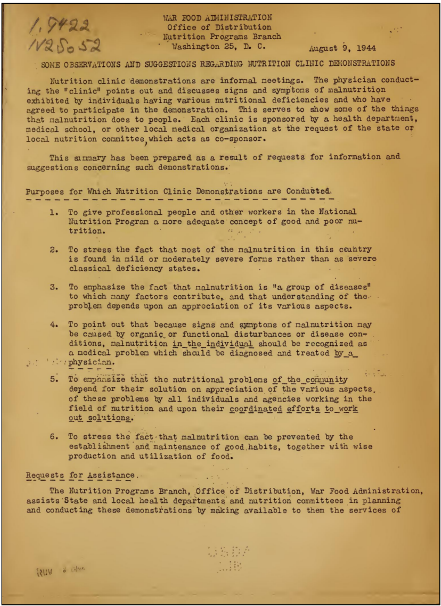 1.9422
N2So52
WAR FOOD ADMINISTRATION
Office of Distribution
Nutrition Programs Branch
Washington 25, D. C.
August 9, 1944
SOME OBSERVATIONS AND SUGGESTIONS REGARDING NUTRITION CLINIC DEMONSTRATIONS
Nutrition clinic demonstrations are informal meetings. The physician conduct-
ing the "clinic" points out and discusses signs and symptoms of malnutrition
exhibited by individuals having various nutritional deficiencies and who have
agreed to participate in the demonstration. This serves to show some of the things
that malnutrition does to people. Each clinic is sponsored by a health department,
medical school, or other local medical organization at the request of the state or
local nutrition committee, which acts as co-sponsor.
This summary has been prepared as a result of requests for information and
suggestions concerning such demonstrations.
Purposes for Which Nutrition Clinic Demonstrations are Conducted.
1. To give professional people and other workers in the National
Nutrition Program a more adequate concept of good and poor nu-
trition.
2. To stress the fact that most of the malnutrition in this country
is found in mild or moderately severe forms rather than as severe
classical deficiency states.
3. To emphasize the fact that malnutrition is "a group of diseases"
to which many factors contribute, and that understanding of the
problem depends upon an appreciation of its various aspects.
4. To point out that because signs and symptoms of malnutrition may
be caused by organic or functional disturbances or disease con-
ditions, malnutrition in the individual should be recognized as
a medical problem which should be diagnosed and treated by a
physician.
5. To emphasize that the nutritional problems of the community
depend for their solution on appreciation of the various aspects
of these problems by all individuals and agencies working in the
field of nutrition and upon their coordinated efforts to work
out solutions.
6. To stress the fact that malnutrition can be prevented by the
establishment and maintenance of good habits, together with wise
production and utilization of food.
Requests for Assistance.
The Nutrition Programs Branch, Office of Distribution, War Food Administration,
assists State and local health departments and nutrition committees in planning
and conducting these demonstrations by making available to them the services of
USDA
LIB